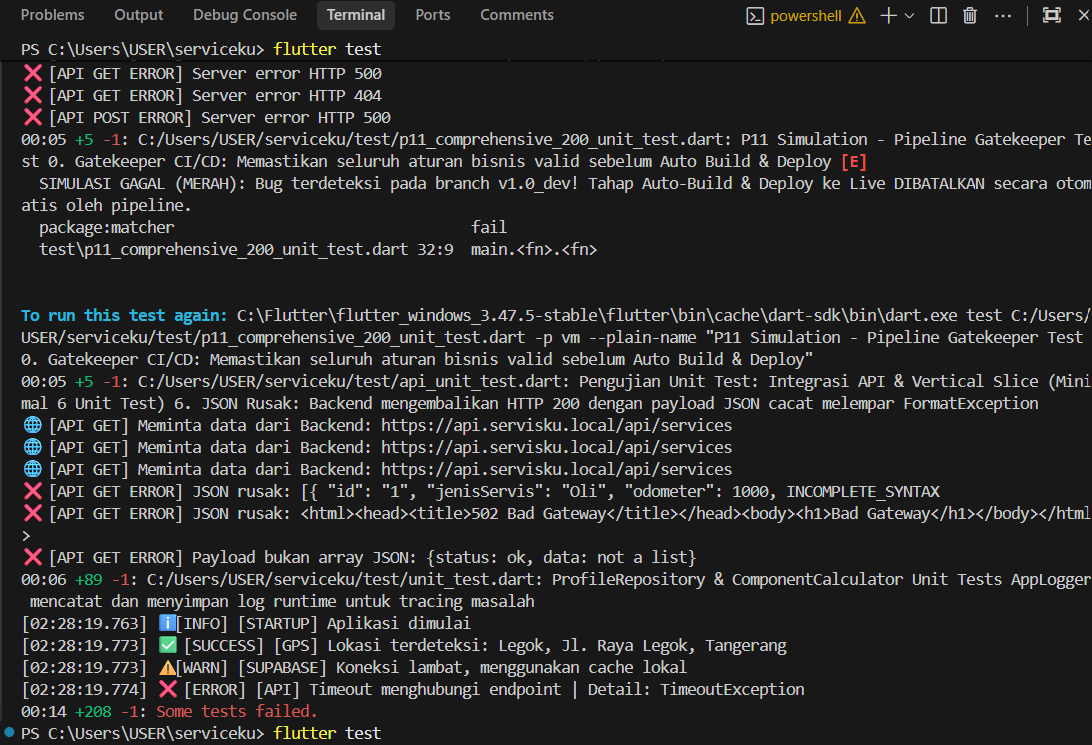 Problems Output Debug Console Terminal Ports Comments powershell
PS C:\Users\USER\serviceku> flutter test
❌ [API GET ERROR] Server error HTTP 500
❌ [API GET ERROR] Server error HTTP 404
❌ [API POST ERROR] Server error HTTP 500
00:05 +5 -1: C:/Users/USER/serviceku/test/p11_comprehensive_200_unit_test.dart: P11 Simulation - Pipeline Gatekeeper Te
st 0. Gatekeeper CI/CD: Memastikan seluruh aturan bisnis valid sebelum Auto Build & Deploy [E]
  SIMULASI GAGAL (MERAH): Bug terdeteksi pada branch v1.0_dev! Tahap Auto-Build & Deploy ke Live DIBATALKAN secara otom
atis oleh pipeline.
  package:matcher                                  fail
  test\p11_comprehensive_200_unit_test.dart 32:9  main.<fn>.<fn>
To run this test again: C:\Flutter\flutter_windows_3.47.5-stable\flutter\bin\cache\dart-sdk\bin\dart.exe test C:/Users/
USER/serviceku/test/p11_comprehensive_200_unit_test.dart -p vm --plain-name "P11 Simulation - Pipeline Gatekeeper Test
0. Gatekeeper CI/CD: Memastikan seluruh aturan bisnis valid sebelum Auto Build & Deploy"
00:05 +5 -1: C:/Users/USER/serviceku/test/api_unit_test.dart: Pengujian Unit Test: Integrasi API & Vertical Slice (Mini
mal 6 Unit Test) 6. JSON Rusak: Backend mengembalikan HTTP 200 dengan payload JSON cacat melempar FormatException
🌐 [API GET] Meminta data dari Backend: https://api.servisku.local/api/services
🌐 [API GET] Meminta data dari Backend: https://api.servisku.local/api/services
🌐 [API GET] Meminta data dari Backend: https://api.servisku.local/api/services
❌ [API GET ERROR] JSON rusak: [{ "id": "1", "jenisServis": "Oli", "odometer": 1000, INCOMPLETE_SYNTAX
❌ [API GET ERROR] JSON rusak: <html><head><title>502 Bad Gateway</title></head><body><h1>Bad Gateway</h1></body></html
>
❌ [API GET ERROR] Payload bukan array JSON: {status: ok, data: not a list}
00:06 +89 -1: C:/Users/USER/serviceku/test/unit_test.dart: ProfileRepository & ComponentCalculator Unit Tests AppLogger
 mencatat dan menyimpan log runtime untuk tracing masalah
[02:28:19.763] ℹ️[INFO] [STARTUP] Aplikasi dimulai
[02:28:19.773] ✅ [SUCCESS] [GPS] Lokasi terdeteksi: Legok, Jl. Raya Legok, Tangerang
[02:28:19.773] ⚠️[WARN] [SUPABASE] Koneksi lambat, menggunakan cache lokal
[02:28:19.774] ❌ [ERROR] [API] Timeout menghubungi endpoint | Detail: TimeoutException
00:14 +208 -1: Some tests failed.
PS C:\Users\USER\serviceku> flutter test